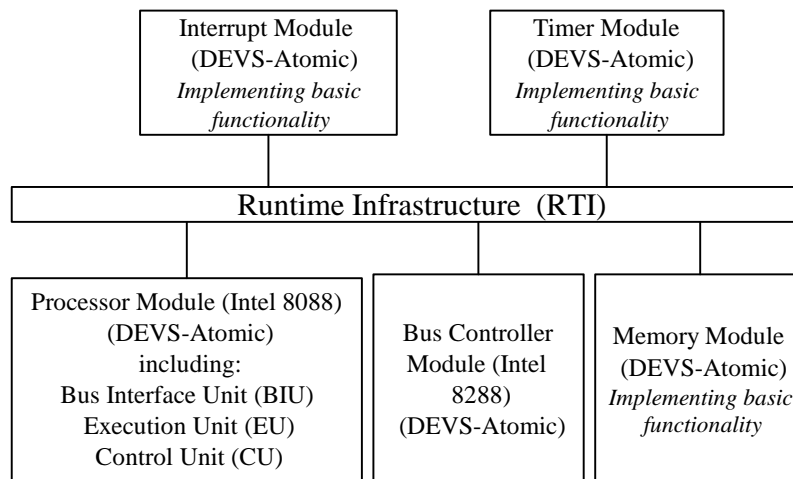 Interrupt Module
(DEVS-Atomic)
Implementing basic
functionality
Timer Module
(DEVS-Atomic)
Implementing basic
functionality
Runtime Infrastructure (RTI)
Processor Module (Intel 8088)
(DEVS-Atomic)
including:
Bus Interface Unit (BIU)
Execution Unit (EU)
Control Unit (CU)
Bus Controller
Module (Intel
8288)
(DEVS-Atomic)
Memory Module
(DEVS-Atomic)
Implementing basic
functionality